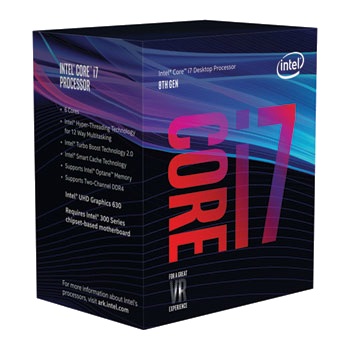 INTEL® CORE™ i7
PROCESSOR
• 6 Cores
• Intel® Hyper-Threading Technology
for 12 Way Multitasking
• Intel® Turbo Boost Technology 2.0
• Intel® Smart Cache Technology
• Supports Intel® Optane™ Memory
• Supports Two-Channel DDR4
Intel® UHD Graphics 630
Requires Intel® 300 Series
chipset-based motherboard
For more information about Intel's
processors, visit ark.intel.com
Intel® Core™ i7 Desktop Processor
8TH GEN
intel
CORE i7
FOR A GREAT
VR
EXPERIENCE